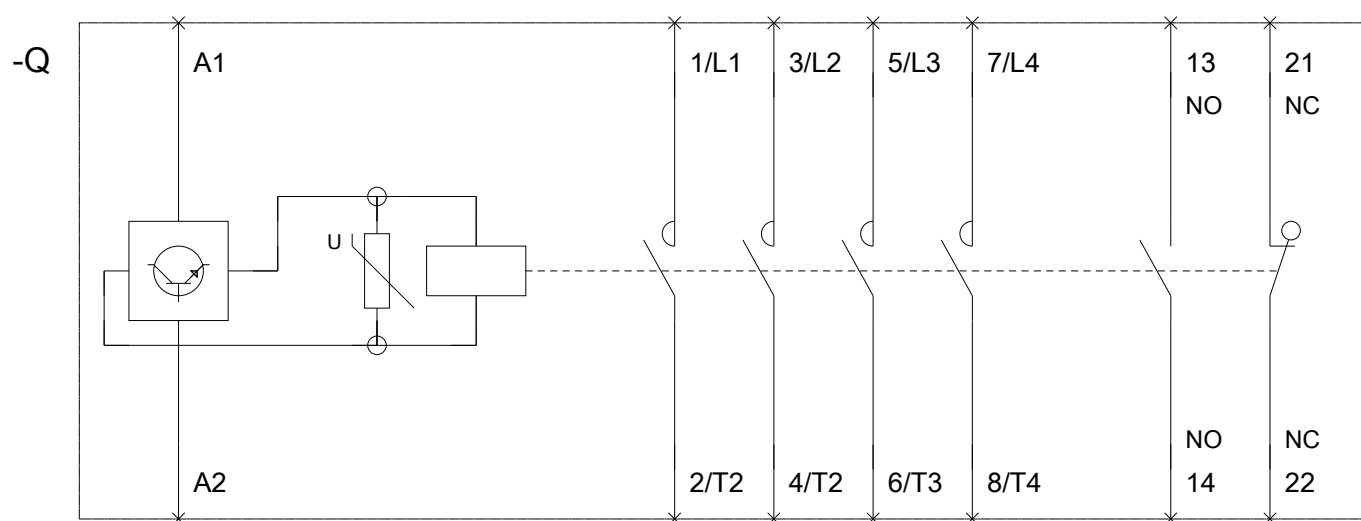 -Q A1 1/L1 3/L2 5/L3 7/L4 13 21
NO NC
U
NO NC
A2 2/T2 4/T2 6/T3 8/T4 14 22